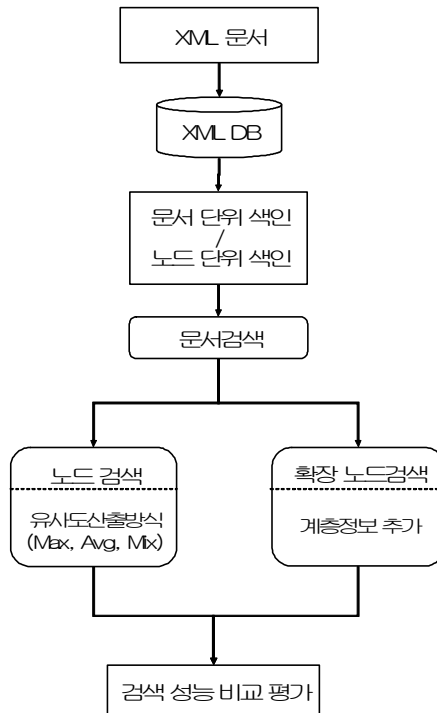 XML 문서
XML DB
문서 단위 색인
/
노드 단위 색인
문서검색
노드 검색
유사도산출방식
(Max, Avg, Mix)
확장 노드검색
계층정보 추가
검색 성능 비교 평가